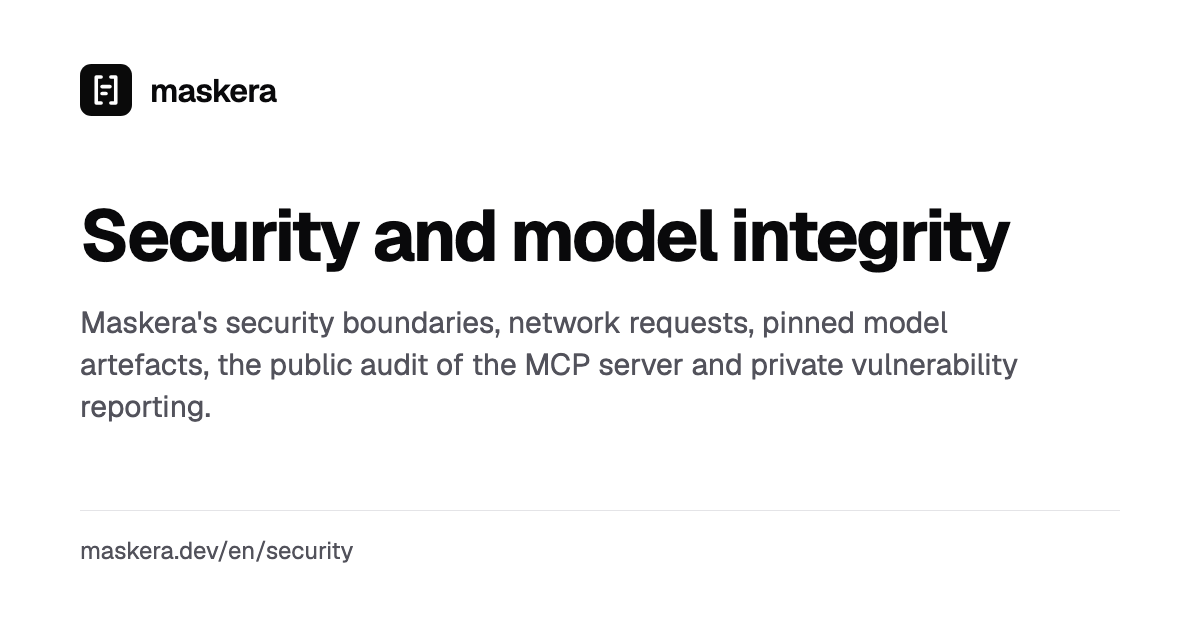 maskera
Security and model integrity
Maskera's security boundaries, network requests, pinned model
artefacts, the public audit of the MCP server and private vulnerability
reporting.
maskera.dev/en/security